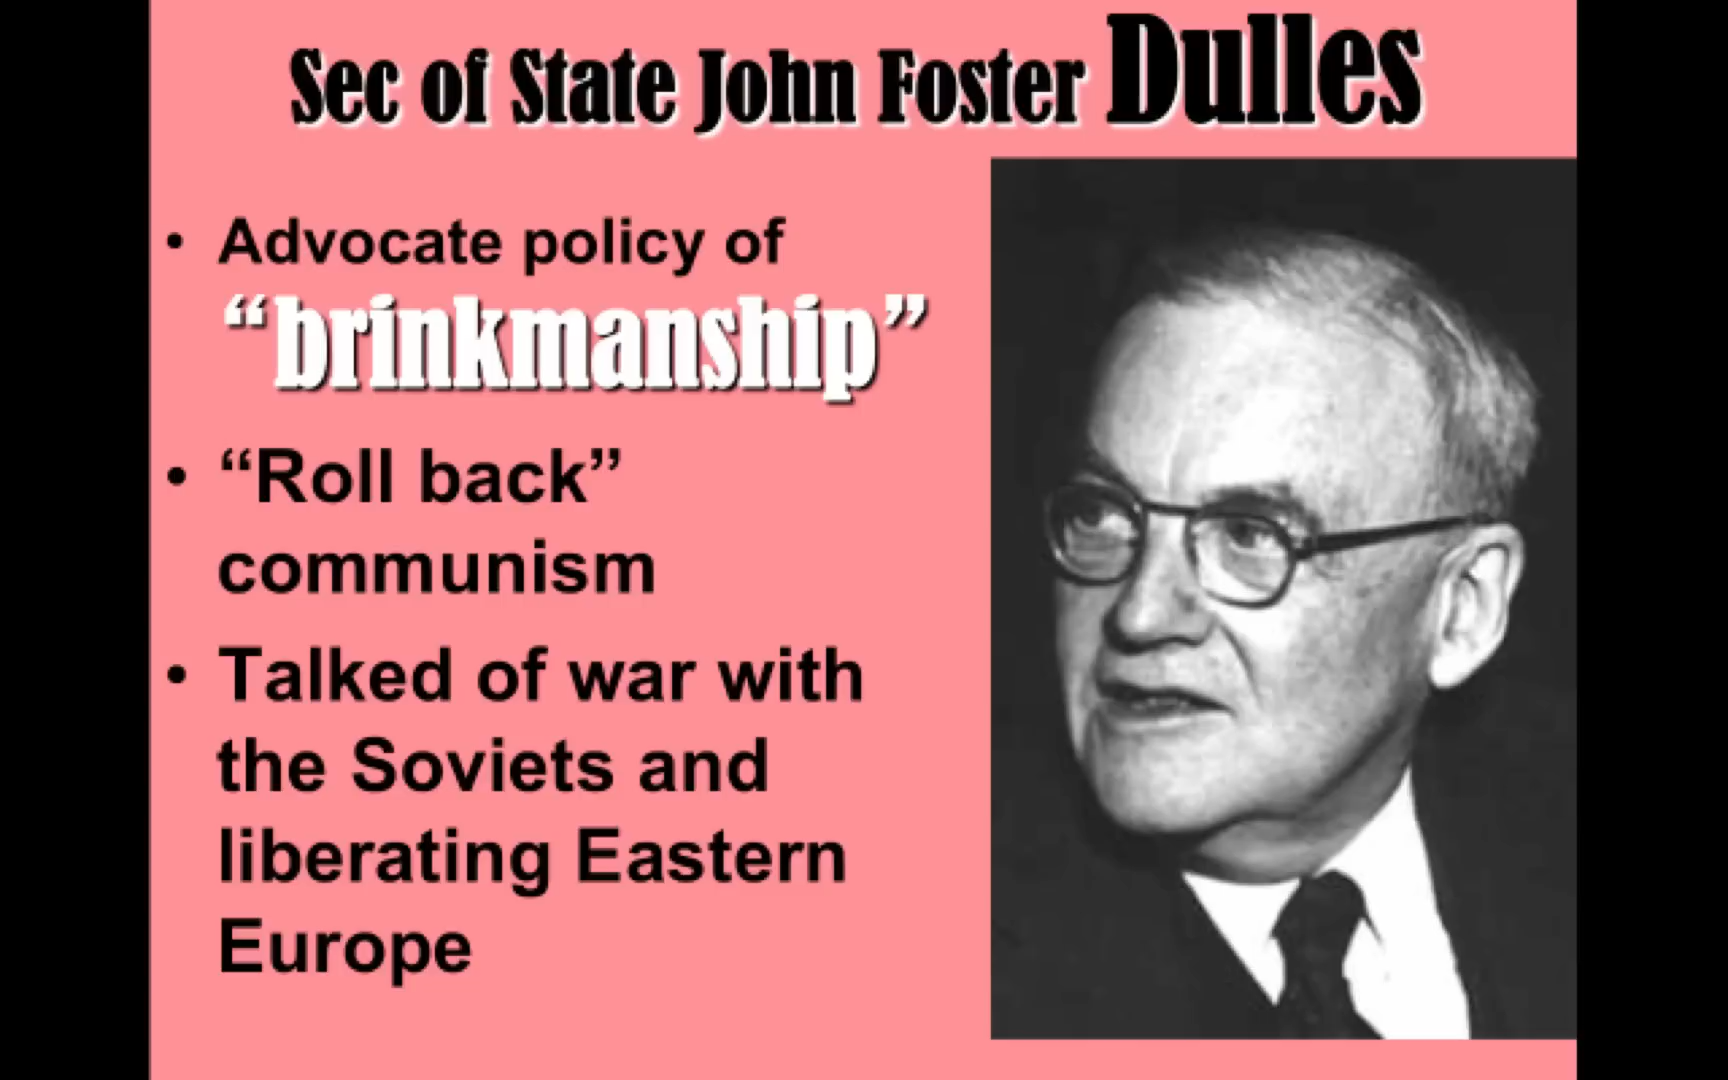 Sec of State John Foster Dulles
• Advocate policy of
“brinkmanship”
• “Roll back”
communism
• Talked of war with
the Soviets and
liberating Eastern
Europe